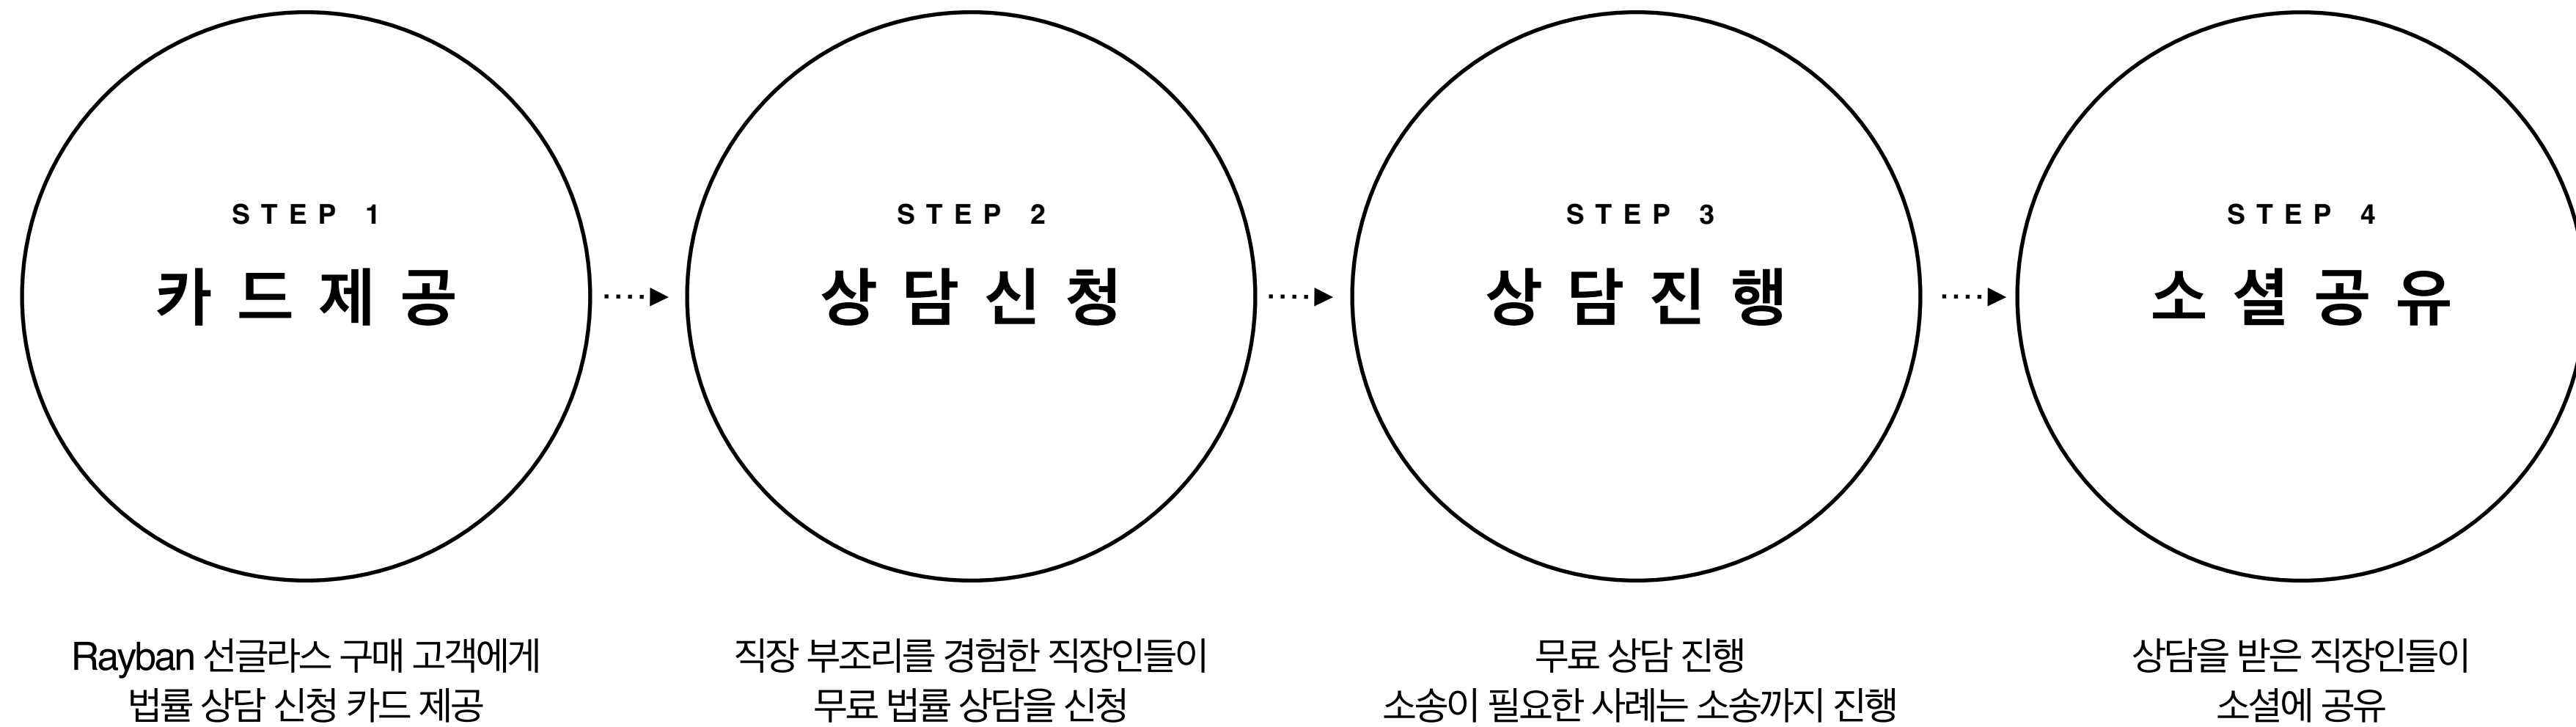 STEP 1
카드제공
Rayban 선글라스 구매 고객에게
법률 상담 신청 카드 제공
STEP 2
상담신청
직장 부조리를 경험한 직장인들이
무료 법률 상담을 신청
STEP 3
상담진행
무료 상담 진행
소송이 필요한 사례는 소송까지 진행
STEP 4
소셜공유
상담을 받은 직장인들이
소셜에 공유